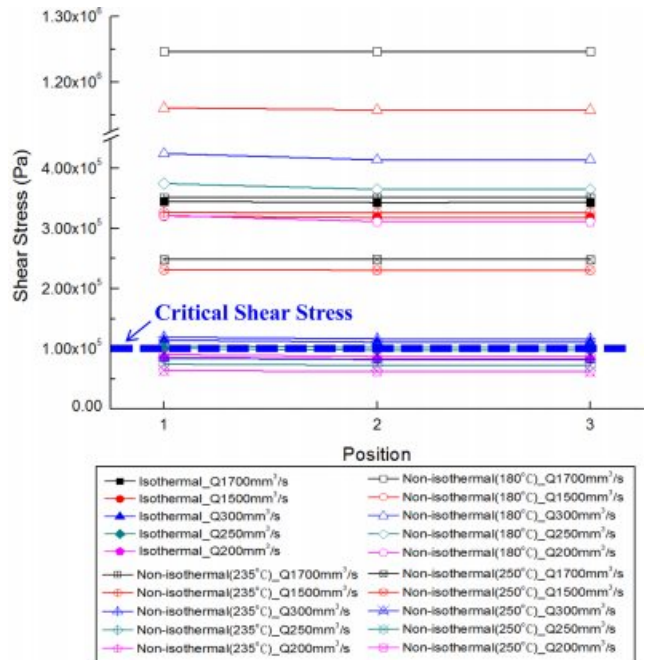 1.30x10⁶
1.20x10⁶
4.00x10⁵
3.00x10⁵
2.00x10⁵
1.00x10⁵
0.00
Shear Stress (Pa)
Critical Shear Stress
1 2 3
Position
Isothermal_Q1700mm³/s
Isothermal_Q1500mm³/s
Isothermal_Q300mm³/s
Isothermal_Q250mm³/s
Isothermal_Q200mm³/s
Non-isothermal(235℃)_Q1700mm³/s
Non-isothermal(235℃)_Q1500mm³/s
Non-isothermal(235℃)_Q300mm³/s
Non-isothermal(235℃)_Q250mm³/s
Non-isothermal(235℃)_Q200mm³/s
Non-isothermal(180℃)_Q1700mm³/s
Non-isothermal(180℃)_Q1500mm³/s
Non-isothermal(180℃)_Q300mm³/s
Non-isothermal(180℃)_Q250mm³/s
Non-isothermal(180℃)_Q200mm³/s
Non-isothermal(250℃)_Q1700mm³/s
Non-isothermal(250℃)_Q1500mm³/s
Non-isothermal(250℃)_Q300mm³/s
Non-isothermal(250℃)_Q250mm³/s
Non-isothermal(250℃)_Q200mm³/s